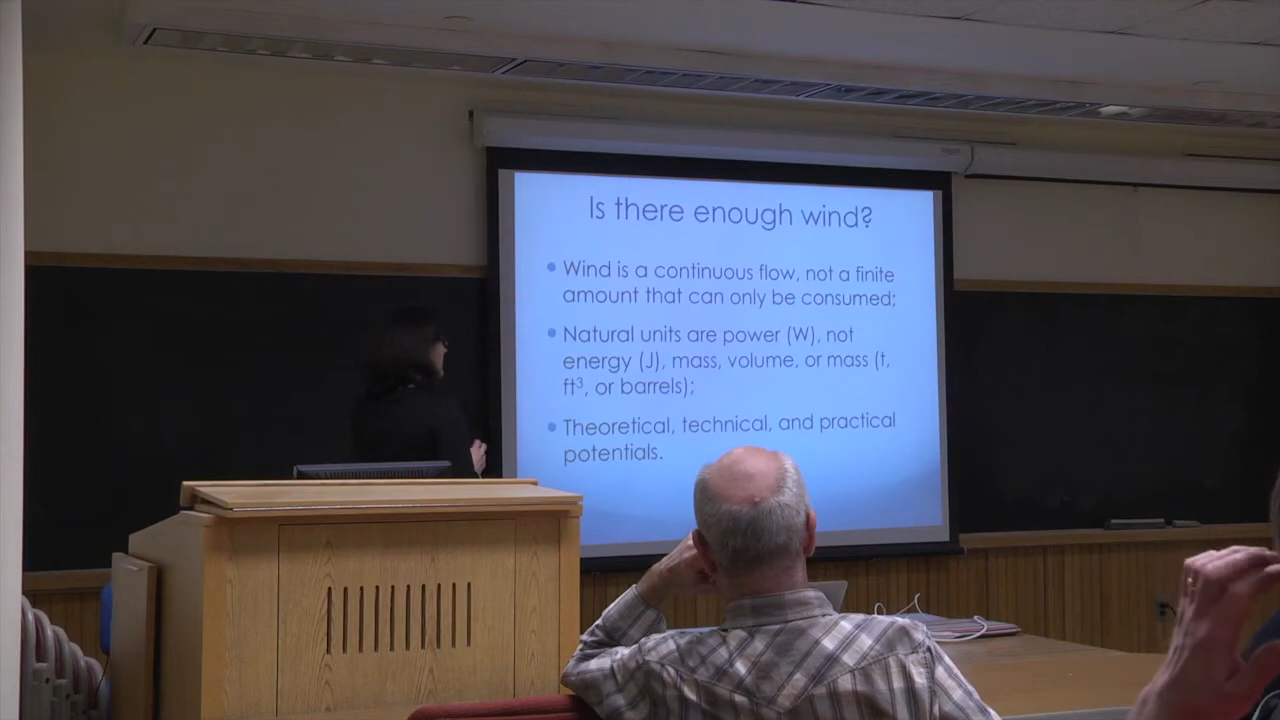 Is there enough wind?
• Wind is a continuous flow, not a finite
amount that can only be consumed;
• Natural units are power (W), not
energy (J), mass, volume, or mass (t,
ft³, or barrels);
• Theoretical, technical, and practical
potentials.